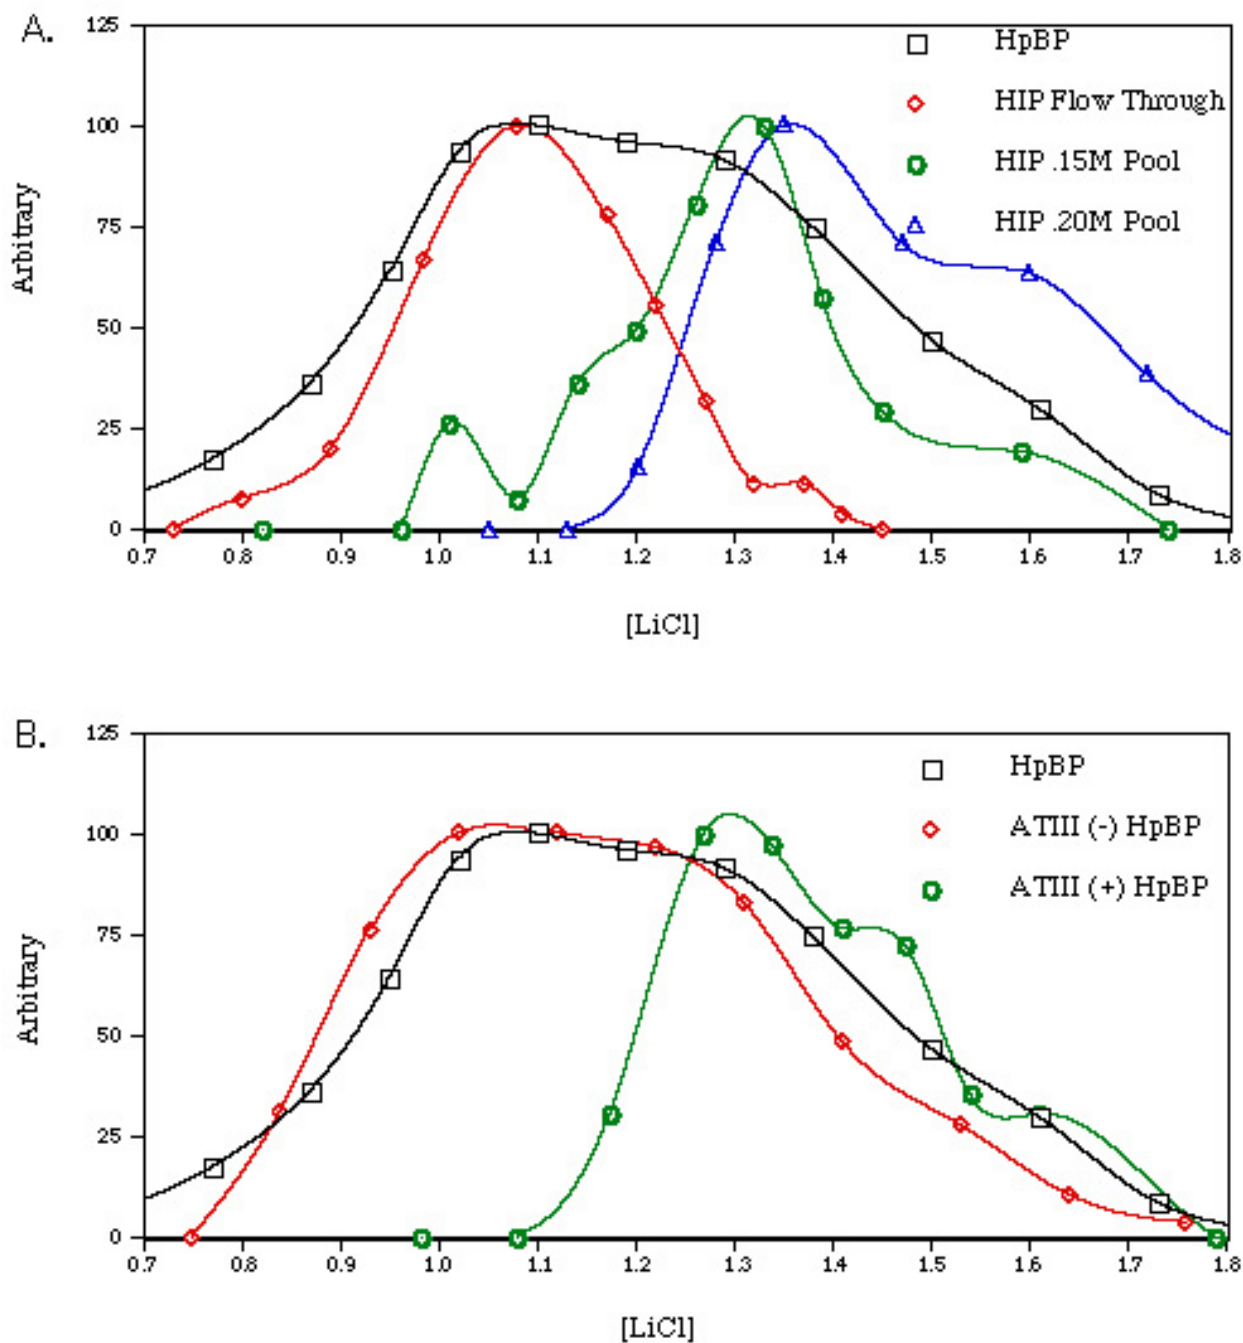 A.
125
100
75
50
25
0
Arbitrary
HpBP
HIP Flow Through
HIP .15M Pool
HIP .20M Pool
0.7 0.8 0.9 1.0 1.1 1.2 1.3 1.4 1.5 1.6 1.7 1.8
[LiCl]
B.
125
100
75
50
25
0
Arbitrary
HpBP
ATIII (-) HpBP
ATIII (+) HpBP
0.7 0.8 0.9 1.0 1.1 1.2 1.3 1.4 1.5 1.6 1.7 1.8
[LiCl]